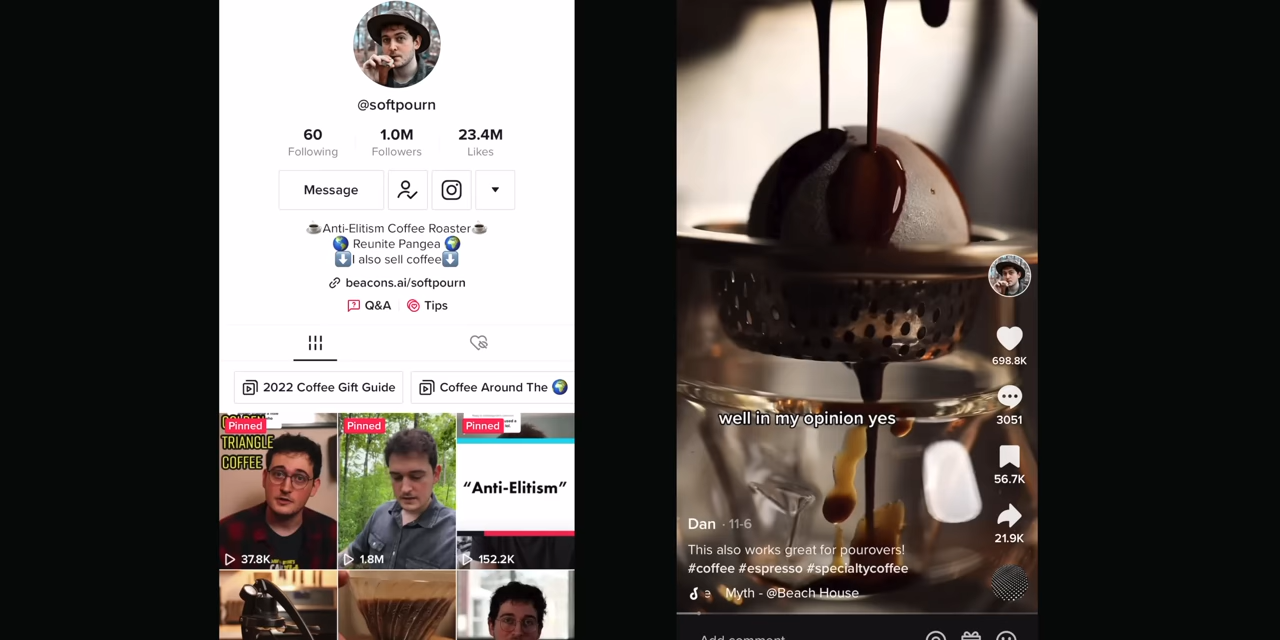 @softpourn
60 1.0M 23.4M
Following Followers Likes
Message
☕Anti-Elitism Coffee Roaster☕
🌎 Reunite Pangea 🌍
⬇️I also sell coffee⬇️
beacons.ai/softpourn
Q&A Tips
2022 Coffee Gift Guide Coffee Around The 🌍
Pinned
TRIANGLE
COFFEE
37.8K
Pinned
1.8M
Pinned
"Anti-Elitism"
152.2K
well in my opinion yes
698.8K
3051
56.7K
21.9K
Dan · 11-6
This also works great for pourovers!
#coffee #espresso #specialtycoffee
Myth - @Beach House